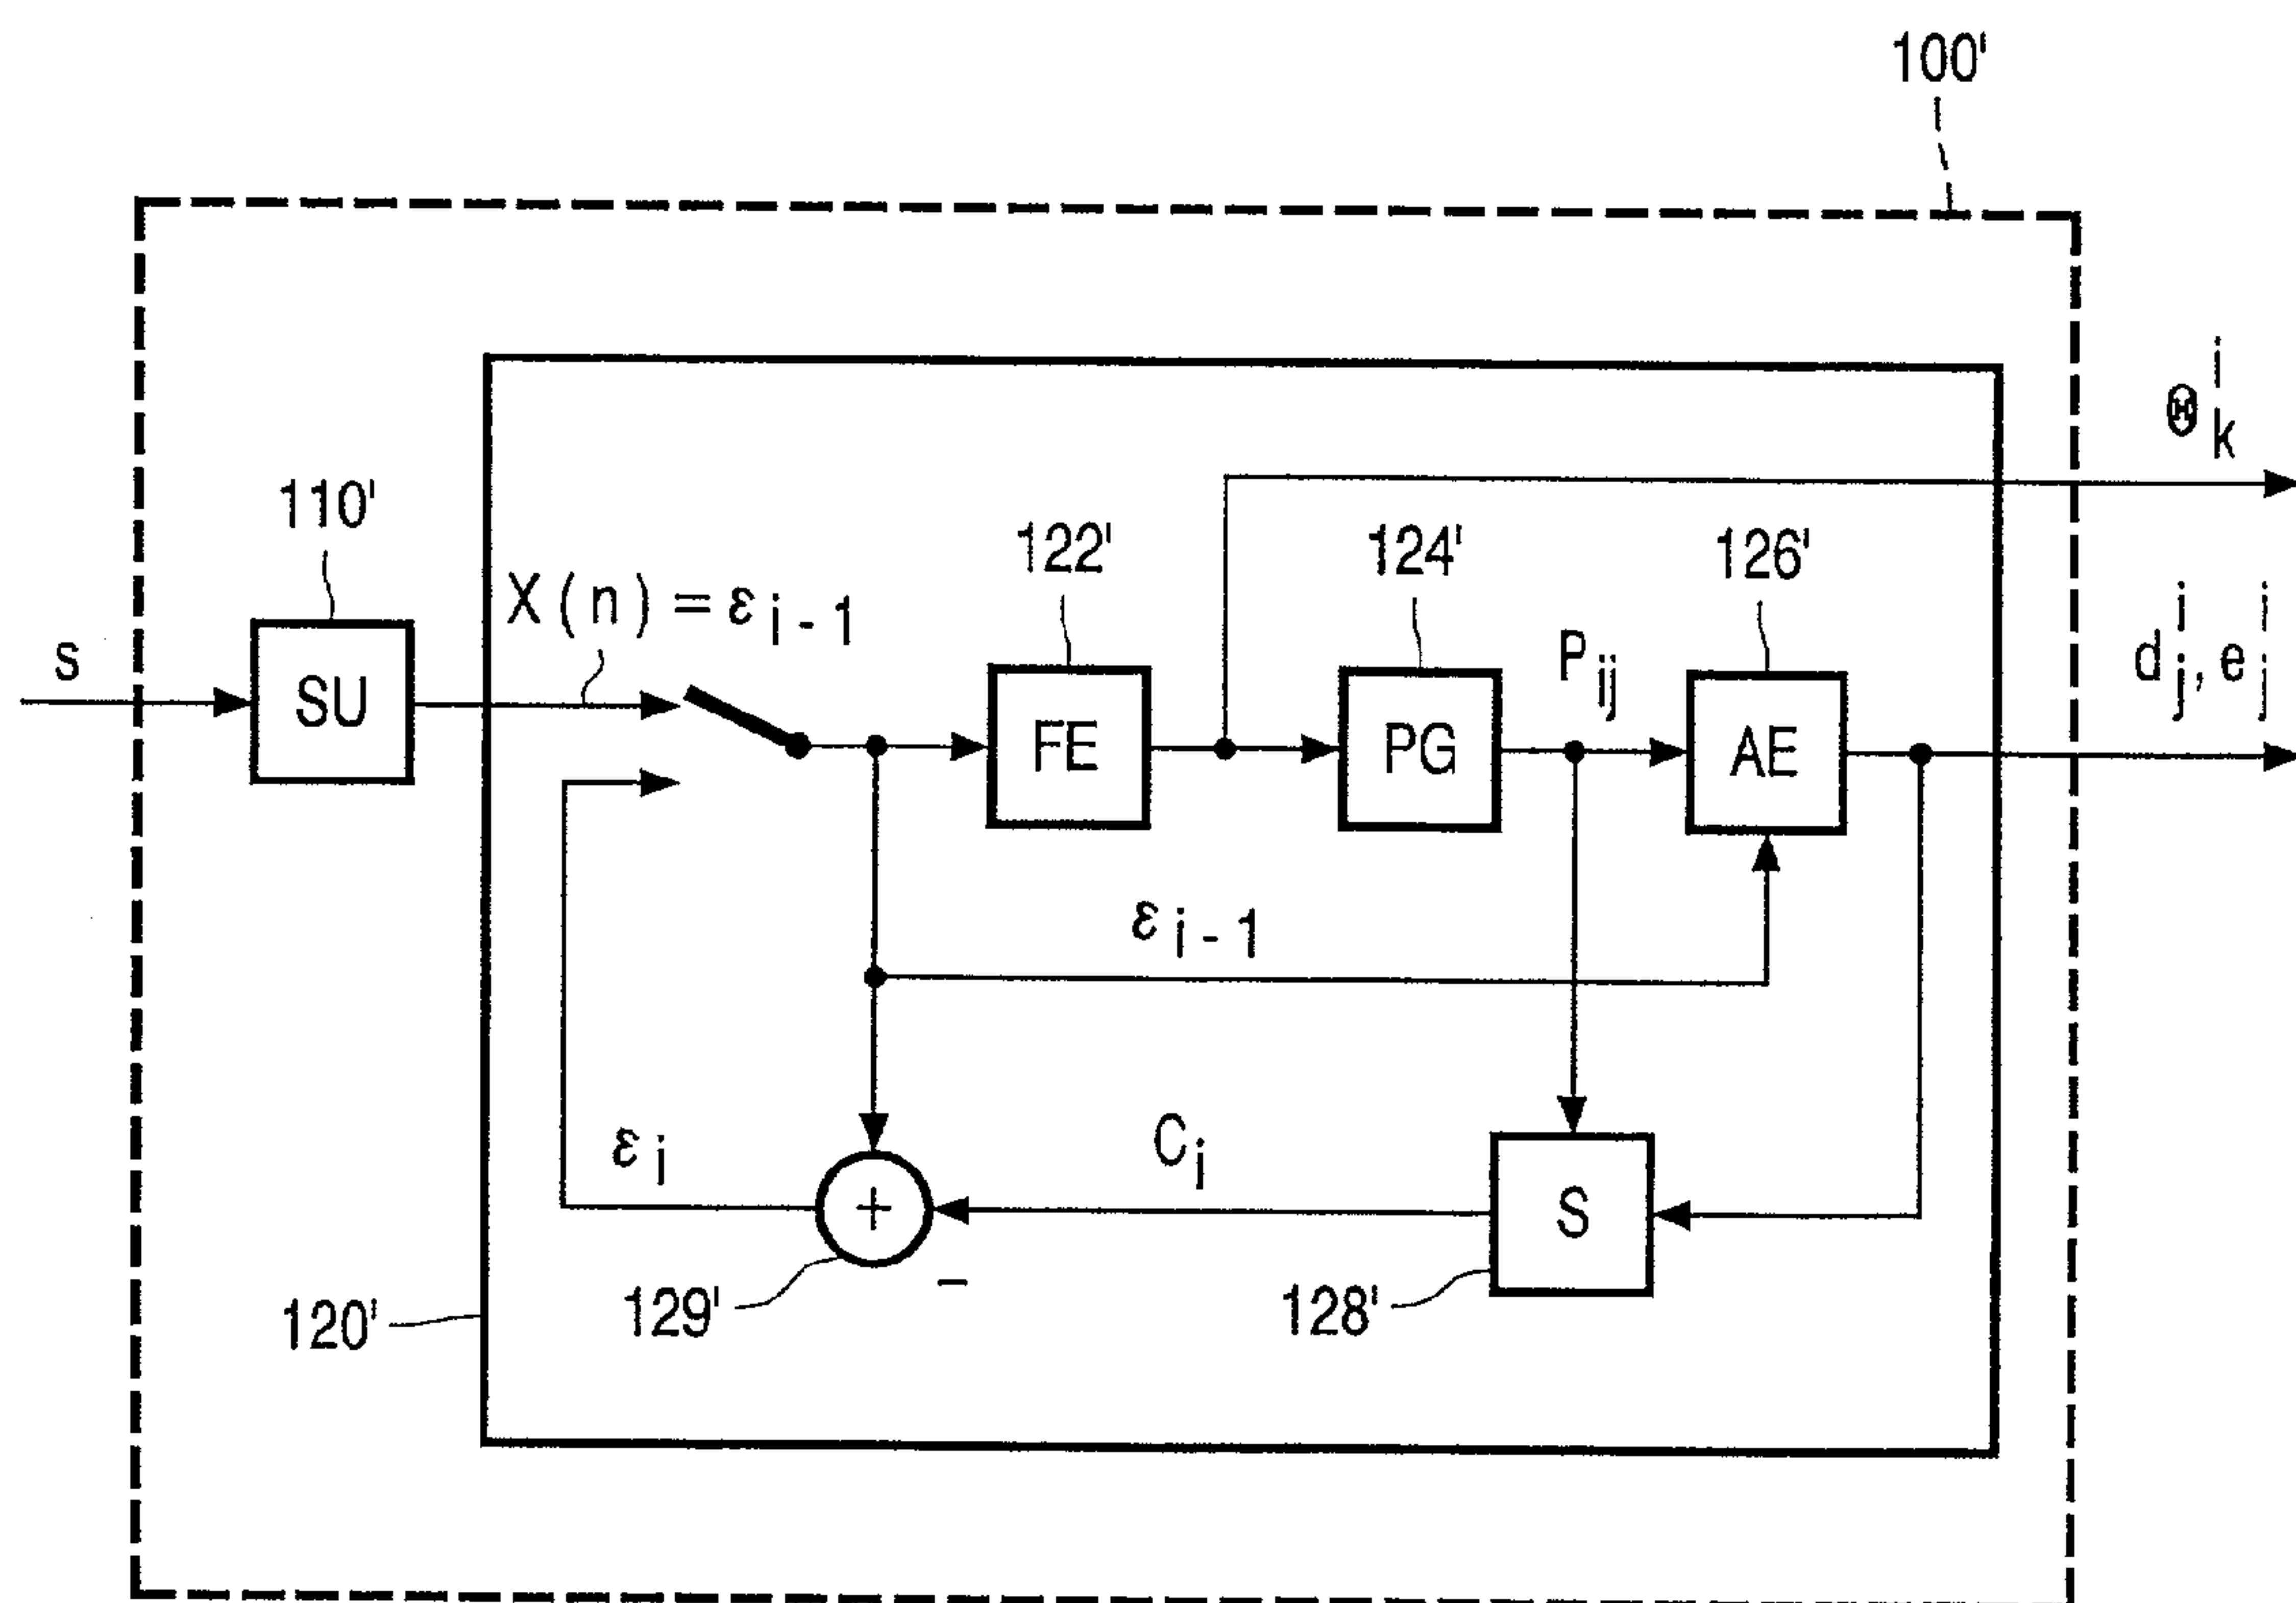 100'
Θ i k
110'
X(n) = ε i-1
122'
124'
126'
s
SU
FE
PG
P ij
AE
d i j, e i j
ε i-1
ε i
C i
+
S
−
120'
129'
128'